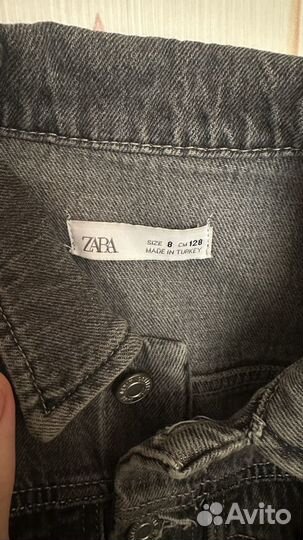 ZARA
SIZE 8 CM 128
MADE IN TURKEY
Avito